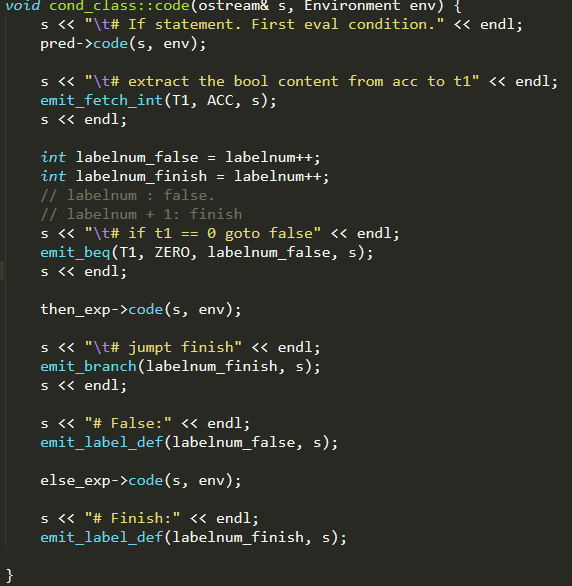 void cond_class::code(ostream& s, Environment env) {
    s << "\t# If statement. First eval condition." << endl;
    pred->code(s, env);

    s << "\t# extract the bool content from acc to t1" << endl;
    emit_fetch_int(T1, ACC, s);
    s << endl;

    int labelnum_false = labelnum++;
    int labelnum_finish = labelnum++;
    // labelnum : false.
    // labelnum + 1: finish
    s << "\t# if t1 == 0 goto false" << endl;
    emit_beq(T1, ZERO, labelnum_false, s);
    s << endl;

    then_exp->code(s, env);

    s << "\t# jumpt finish" << endl;
    emit_branch(labelnum_finish, s);
    s << endl;

    s << "# False:" << endl;
    emit_label_def(labelnum_false, s);

    else_exp->code(s, env);

    s << "# Finish:" << endl;
    emit_label_def(labelnum_finish, s);

}